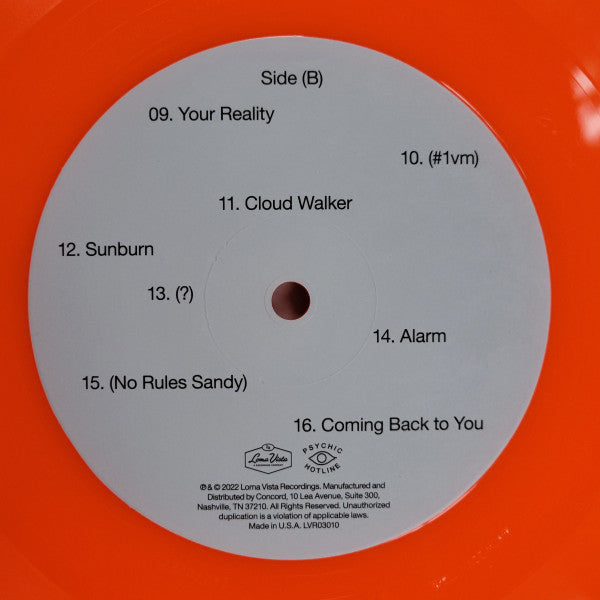 Side (B)
09. Your Reality
10. (#1vm)
11. Cloud Walker
12. Sunburn
13. (?)
14. Alarm
15. (No Rules Sandy)
16. Coming Back to You
Loma Vista
PSYCHIC
HOTLINE
℗ & © 2022 Loma Vista Recordings. Manufactured and
Distributed by Concord, 10 Lea Avenue, Suite 300,
Nashville, TN 37210. All Rights Reserved. Unauthorized
duplication is a violation of applicable laws.
Made in U.S.A. LVR03010